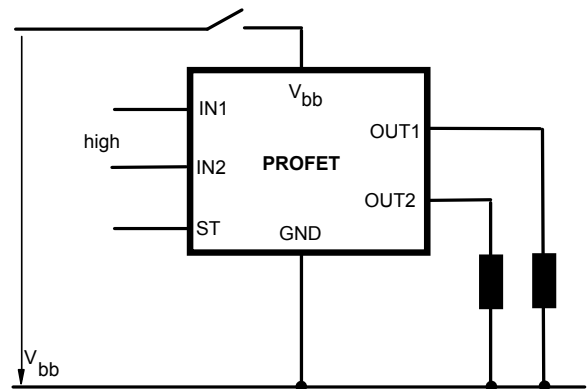 V bb
IN1
OUT1
high
PROFET
IN2
OUT2
ST
GND
V bb